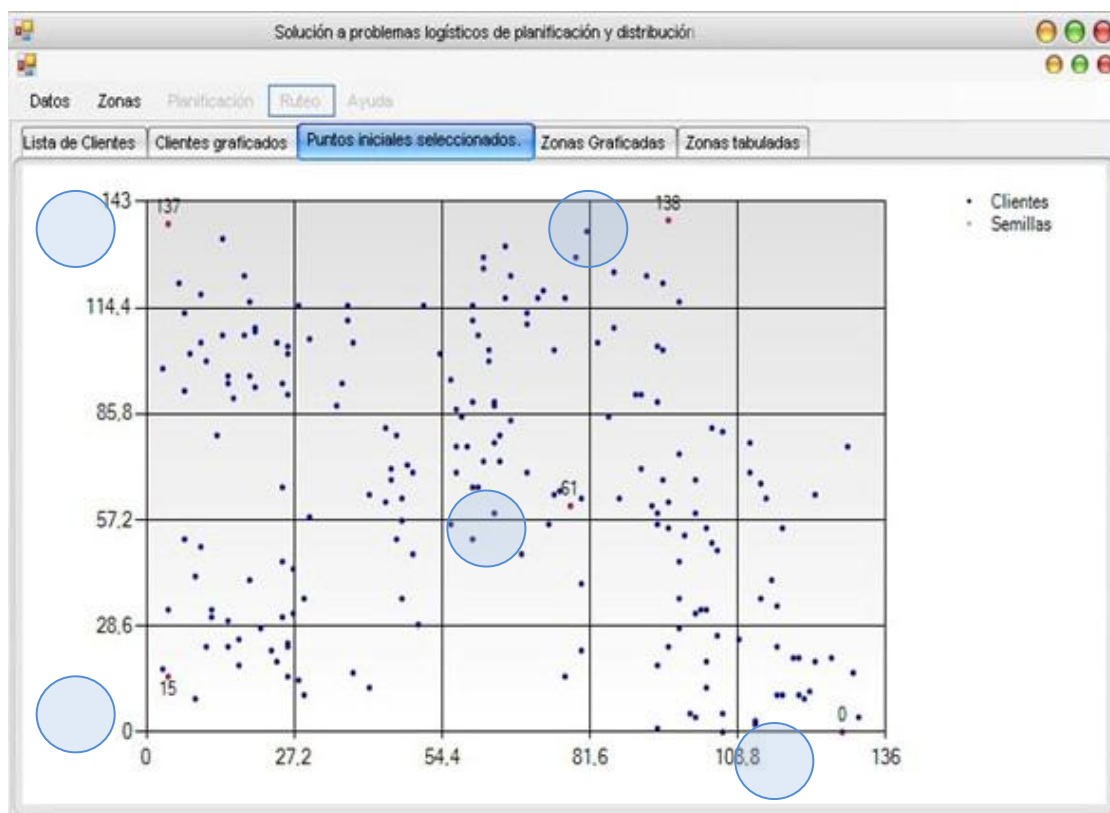 Solución a problemas logísticos de planificación y distribución
Datos Zonas Planificación Ruteo Ayuda
Lista de Clientes Clientes graficados Puntos iniciales seleccionados. Zonas Graficadas Zonas tabuladas
143
137
138
Clientes
Semillas
114,4
85,8
61
57,2
28,6
15
0
0
0 27,2 54,4 81,6 108,8 136